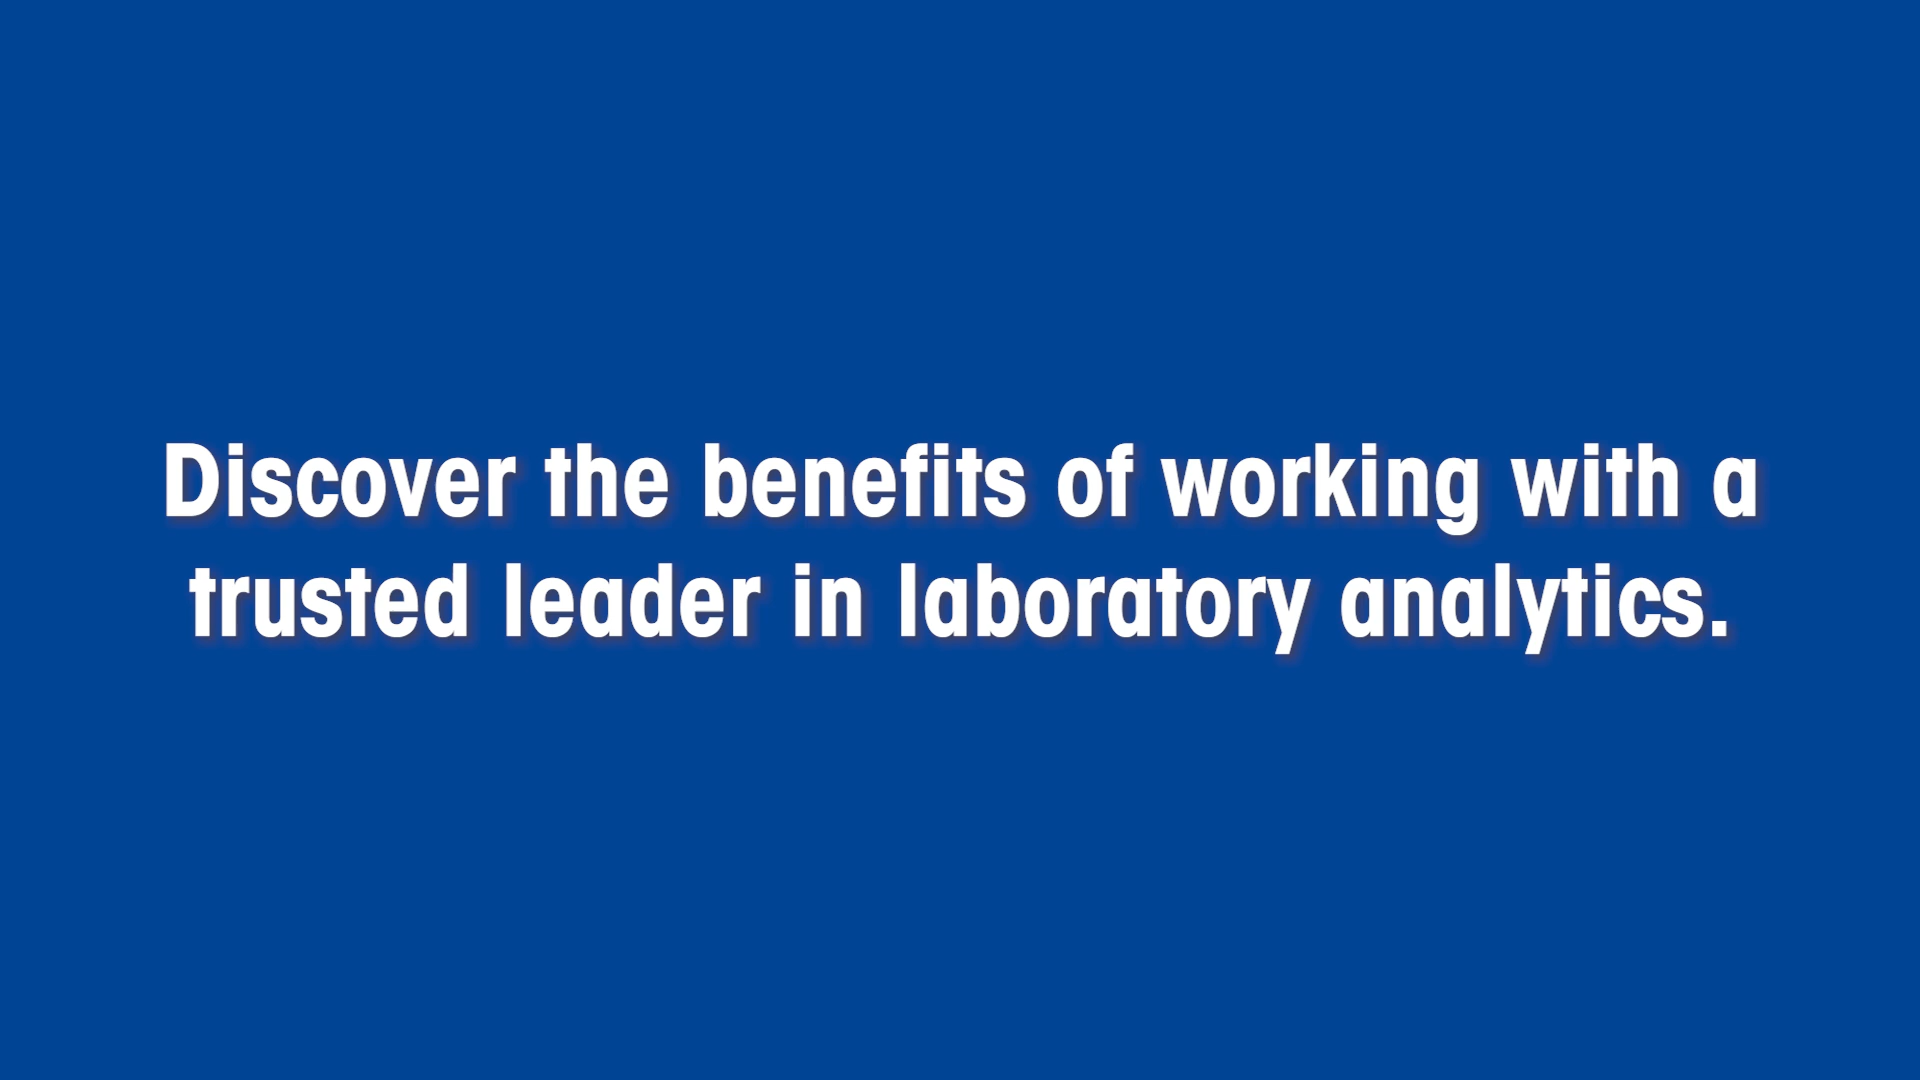 Discover the benefits of working with a
trusted leader in laboratory analytics.